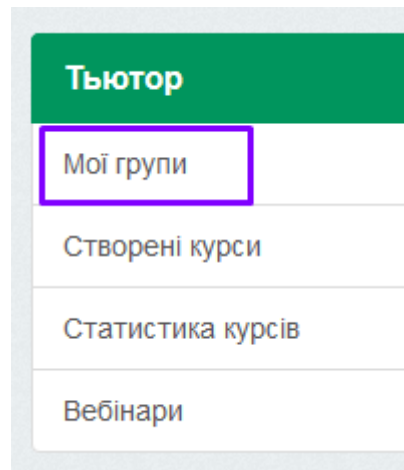 Тьютор
Мої групи
Створені курси
Статистика курсів
Вебінари